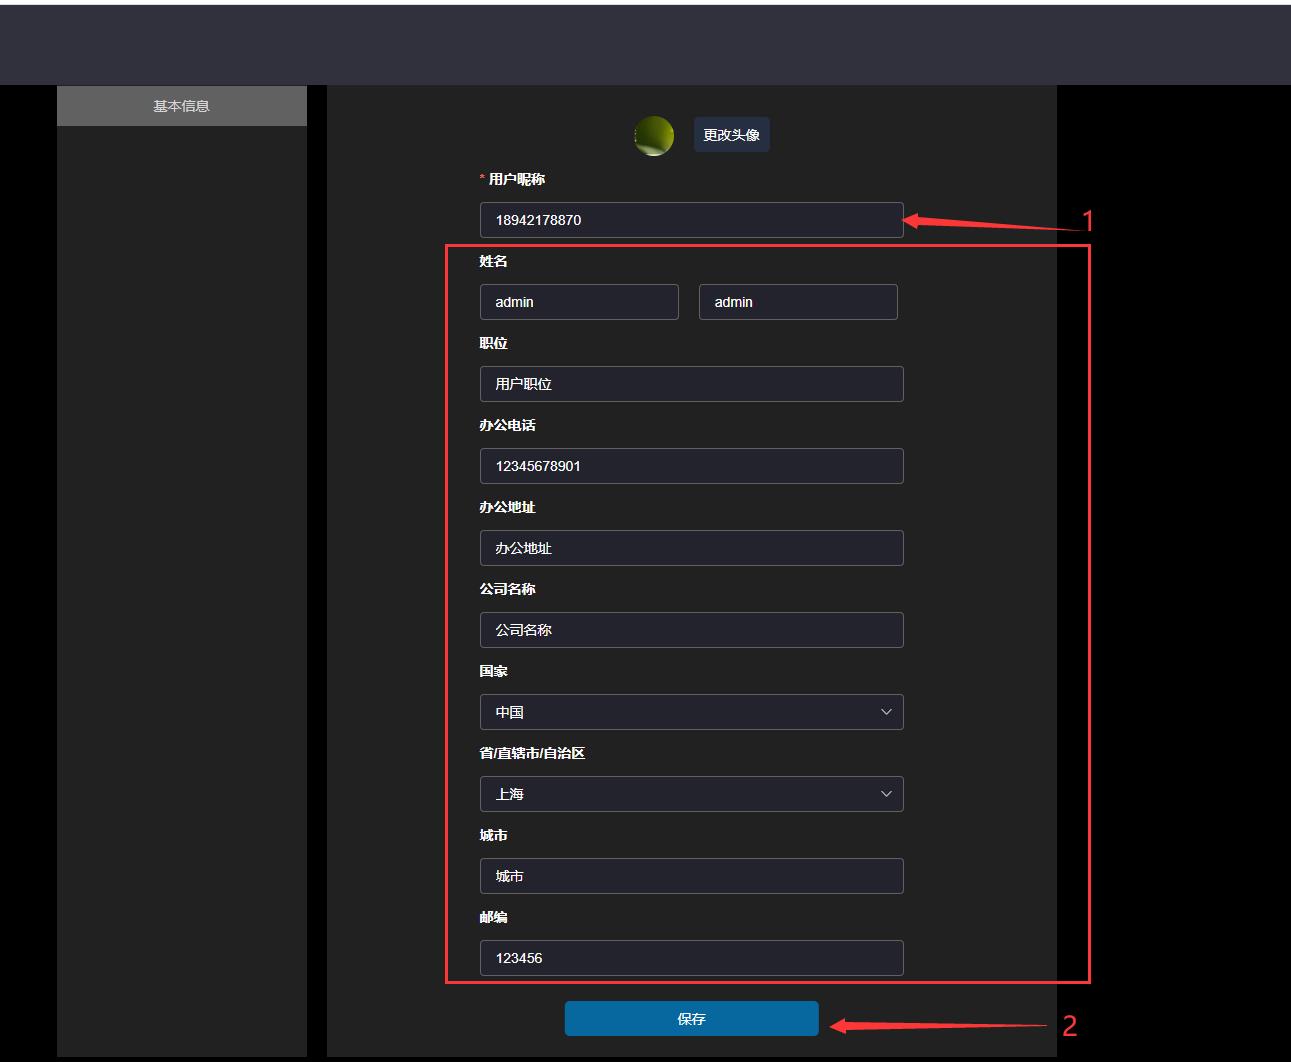 基本信息
更改头像
* 用户昵称
18942178870
1
姓名
admin admin
职位
用户职位
办公电话
12345678901
办公地址
办公地址
公司名称
公司名称
国家
中国
省/直辖市/自治区
上海
城市
城市
邮编
123456
保存
2